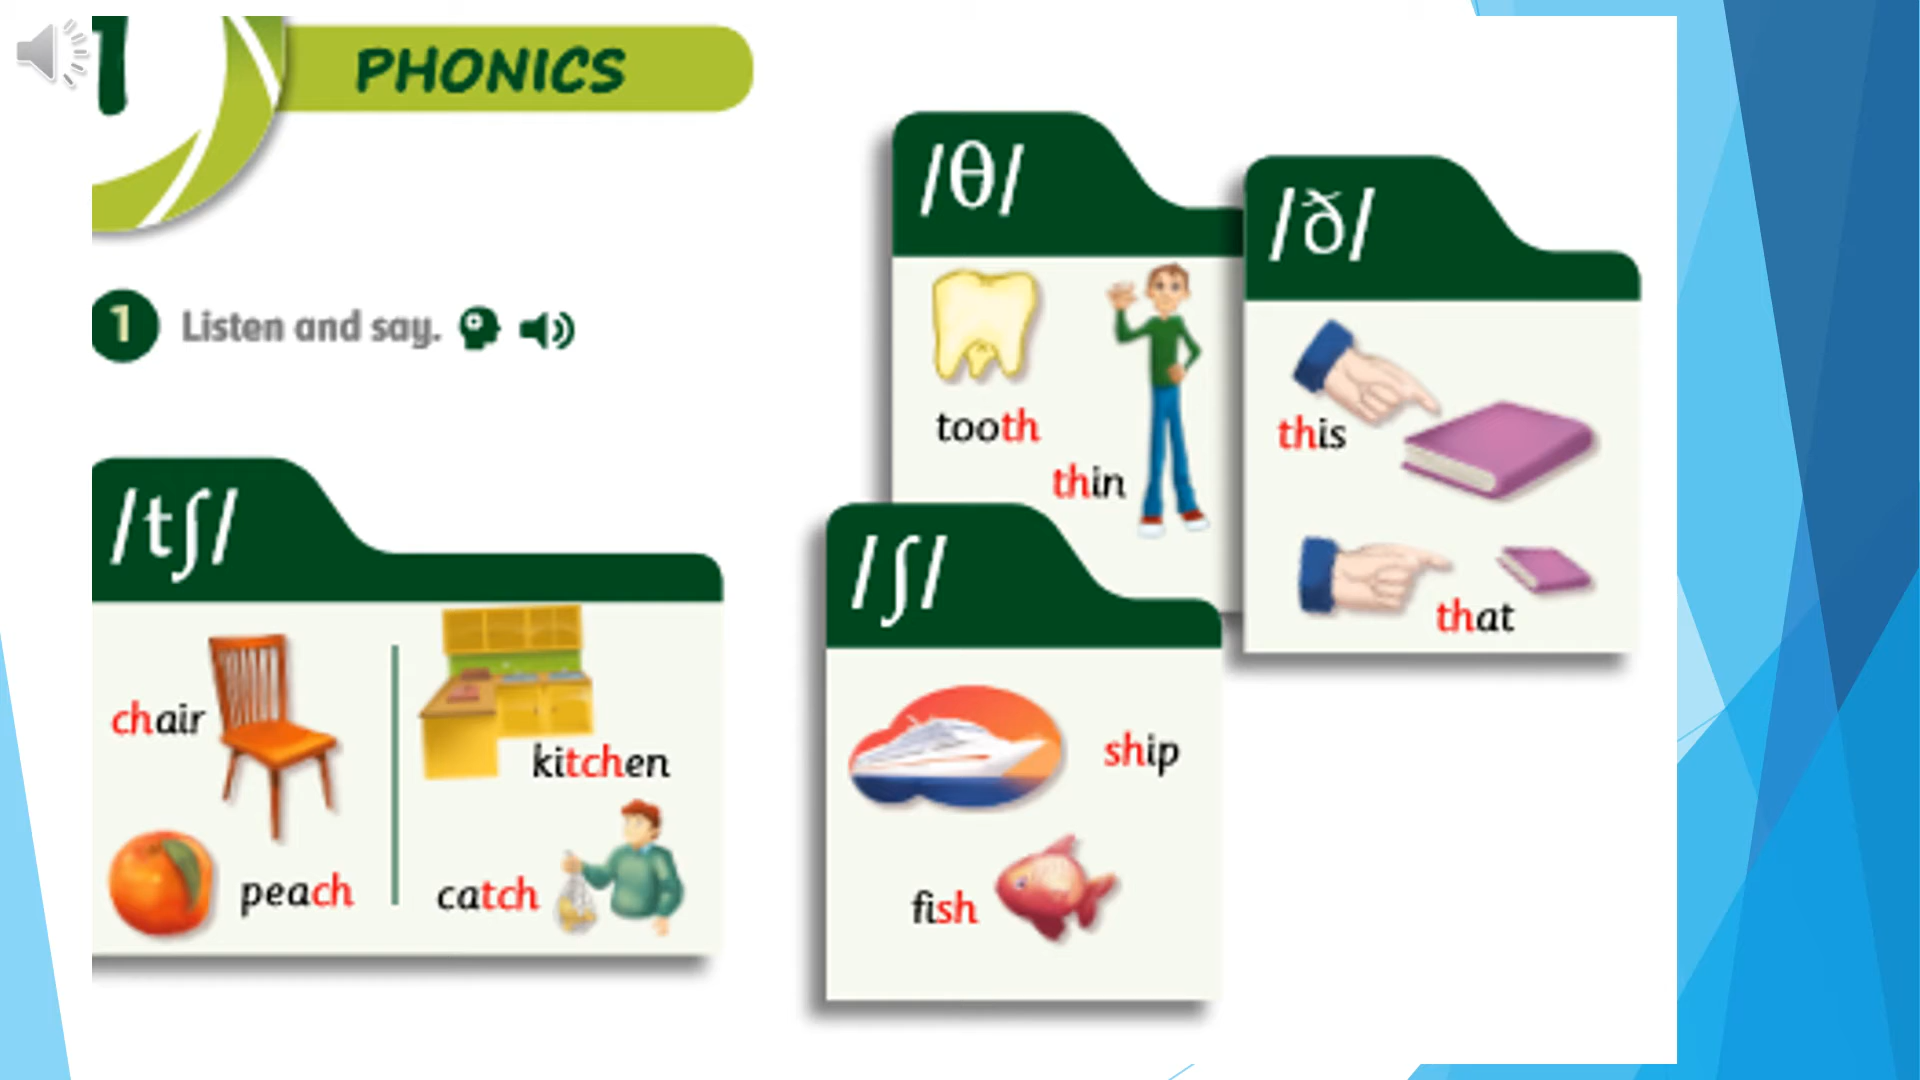 1
PHONICS
1 Listen and say.
/tʃ/
chair
peach
kitchen
catch
/θ/
tooth
thin
/ʃ/
ship
fish
/ð/
this
that